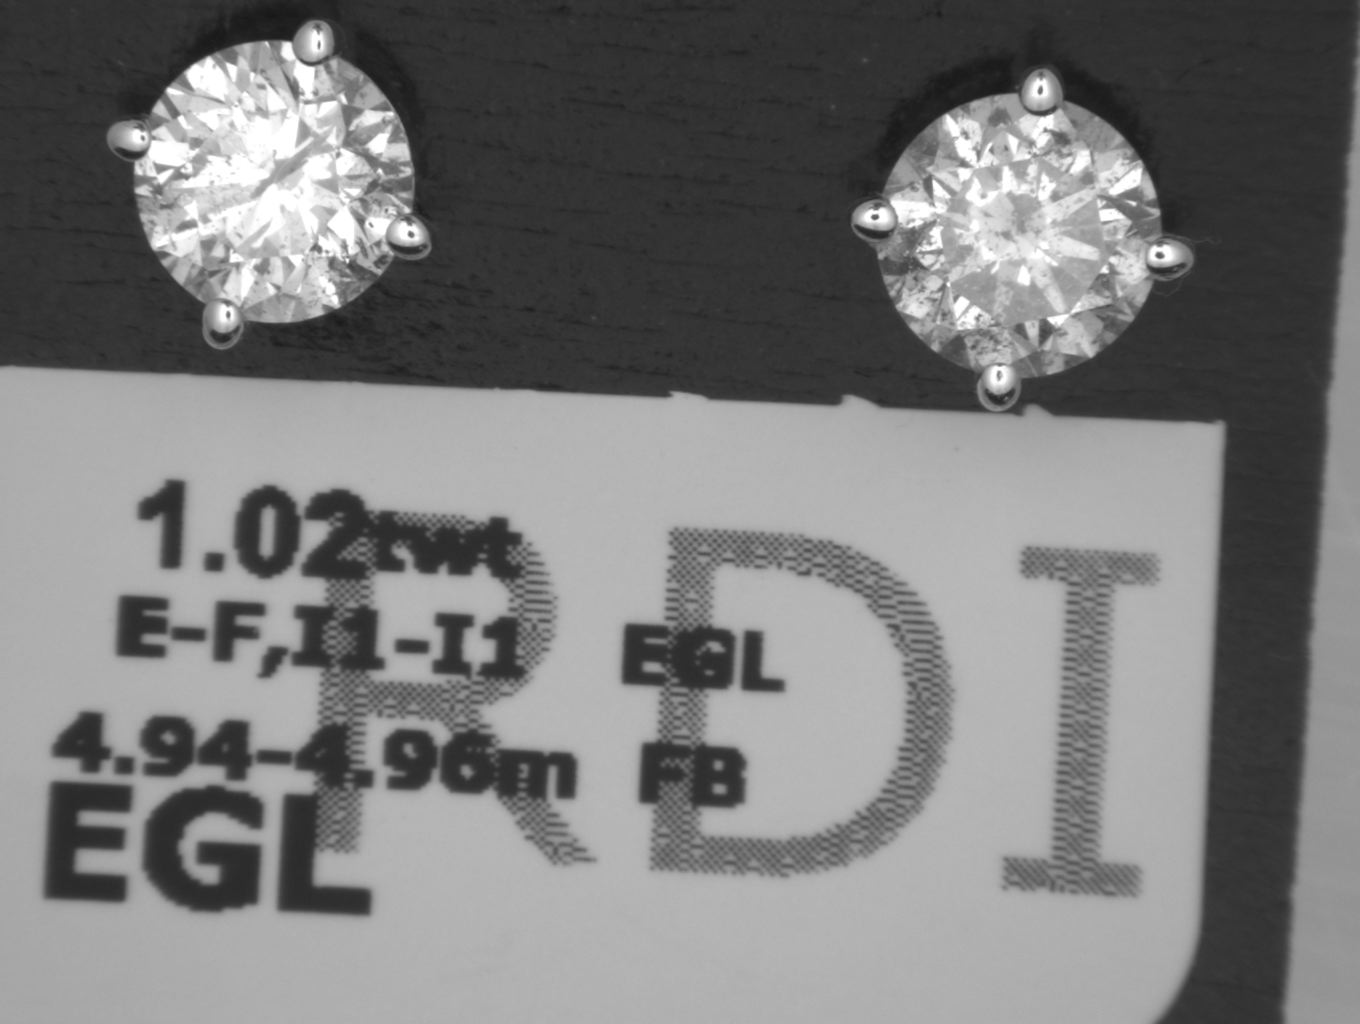 1.02twt
E-F,I1-I1 EGL
4.94-4.96m FB
EGL
RDI